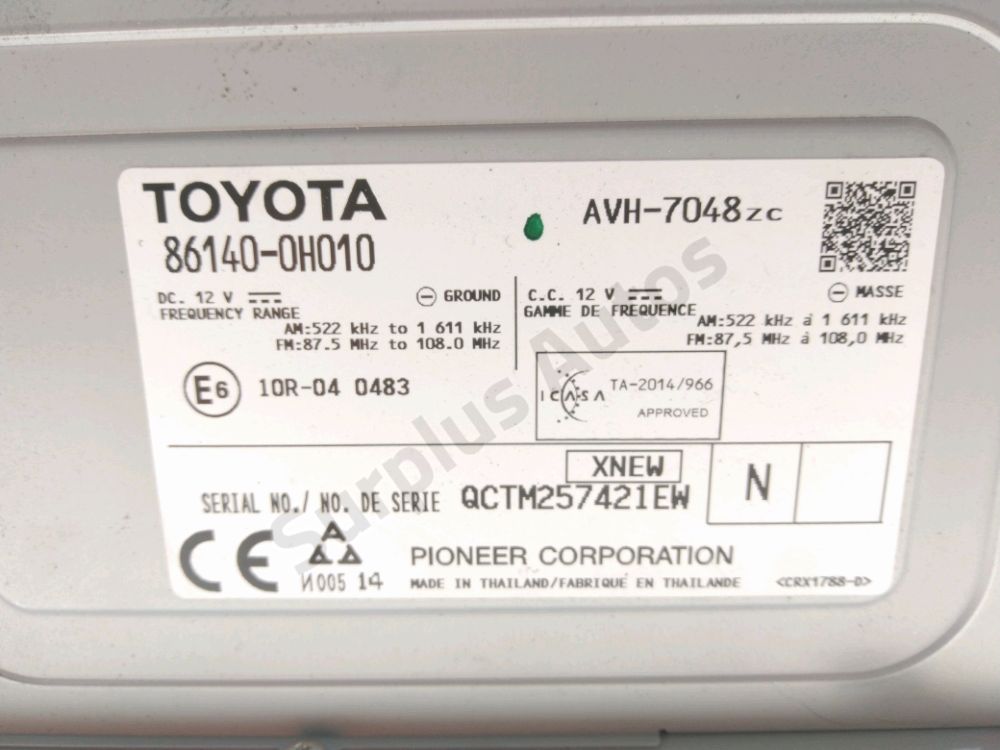 TOYOTA
86140-0H010
AVH-7048zc
DC. 12 V
GROUND
FREQUENCY RANGE
AM:522 kHz to 1 611 kHz
FM:87.5 MHz to 108.0 MHz
C.C. 12 V
MASSE
GAMME DE FREQUENCE
AM:522 kHz à 1 611 kHz
FM:87,5 MHz à 108,0 MHz
E6
10R-04 0483
ICASA
TA-2014/966
APPROVED
XNEW
N
SERIAL NO./ NO. DE SERIE QCTM257421EW
CE
И005 14
PIONEER CORPORATION
MADE IN THAILAND/FABRIQUÉ EN THAILANDE
<CRX1788-D>
Surplus Autos